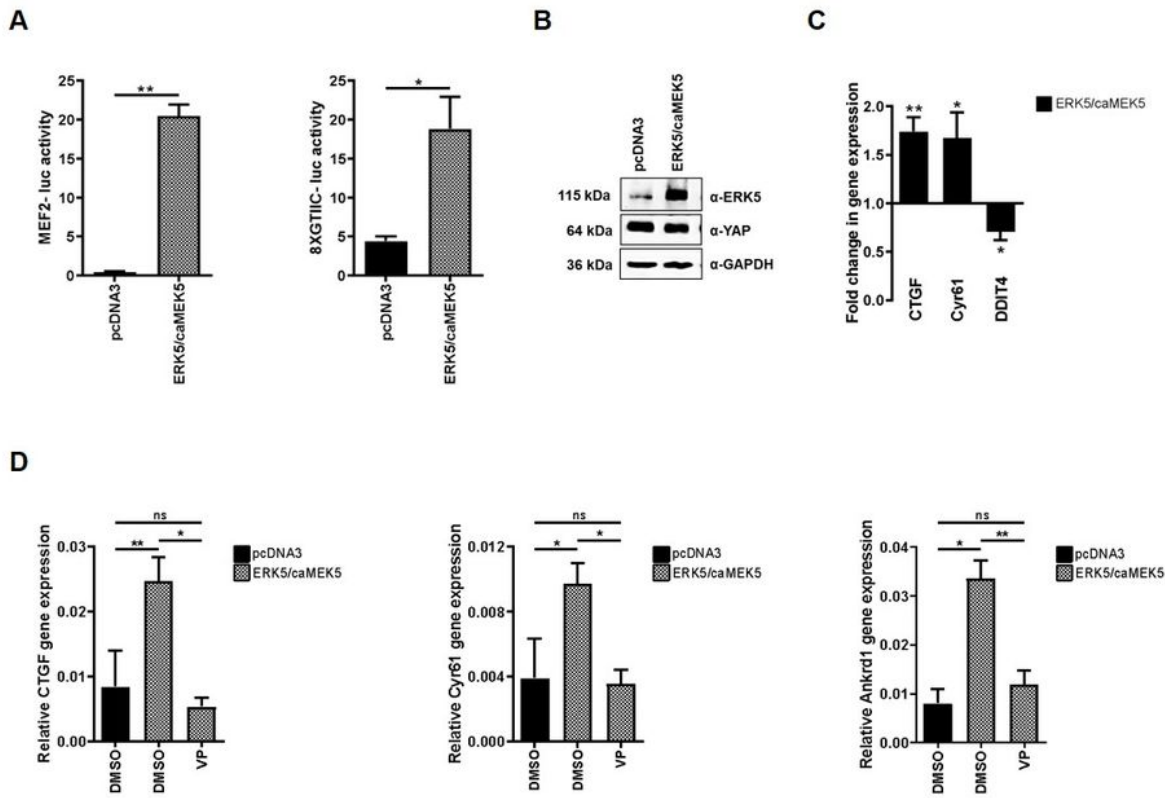 A
MEF2- luc activity
25
20
15
10
5
0
**
pcDNA3
ERK5/caMEK5
8XGTIIC- luc activity
25
20
15
10
5
0
*
pcDNA3
ERK5/caMEK5
B
pcDNA3
ERK5/caMEK5
115 kDa
α-ERK5
64 kDa
α-YAP
36 kDa
α-GAPDH
C
Fold change in gene expression
2.0
1.5
1.0
0.5
0.0
**
*
*
CTGF
Cyr61
DDIT4
ERK5/caMEK5
D
Relative CTGF gene expression
0.03
0.02
0.01
0.00
ns
**
*
DMSO
DMSO
VP
pcDNA3
ERK5/caMEK5
Relative Cyr61 gene expression
0.012
0.008
0.004
0.000
ns
*
*
DMSO
DMSO
VP
pcDNA3
ERK5/caMEK5
Relative Ankrd1 gene expression
0.04
0.03
0.02
0.01
0.00
ns
*
**
DMSO
DMSO
VP
pcDNA3
ERK5/caMEK5